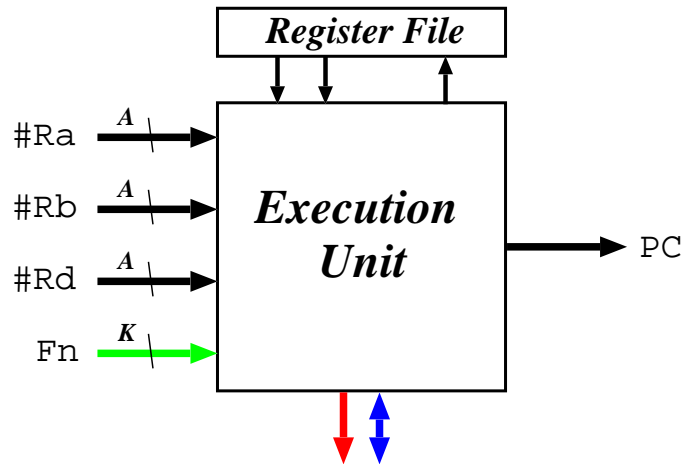 Register File
A
#Ra
A
#Rb
Execution
Unit
PC
A
#Rd
K
Fn